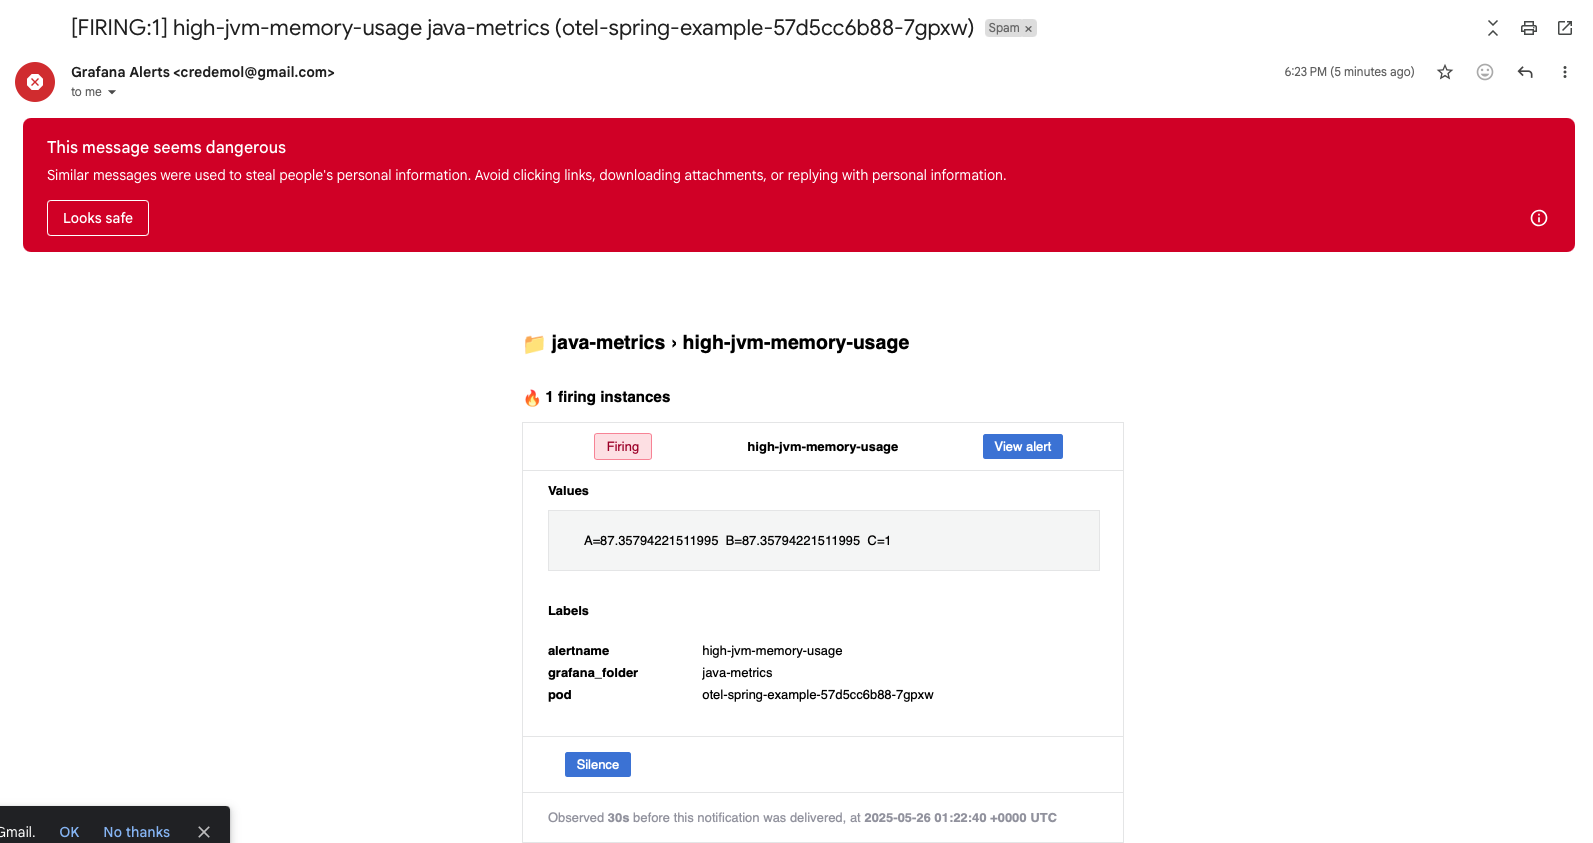 [FIRING:1] high-jvm-memory-usage java-metrics (otel-spring-example-57d5cc6b88-7gpxw) Spam ×
Grafana Alerts <credemol@gmail.com> 6:23 PM (5 minutes ago)
to me
This message seems dangerous
Similar messages were used to steal people's personal information. Avoid clicking links, downloading attachments, or replying with personal information.
Looks safe
java-metrics › high-jvm-memory-usage
1 firing instances
Firing high-jvm-memory-usage View alert
Values
A=87.35794221511995 B=87.35794221511995 C=1
Labels
alertname high-jvm-memory-usage
grafana_folder java-metrics
pod otel-spring-example-57d5cc6b88-7gpxw
Silence
Observed 30s before this notification was delivered, at 2025-05-26 01:22:40 +0000 UTC
Gmail. OK No thanks